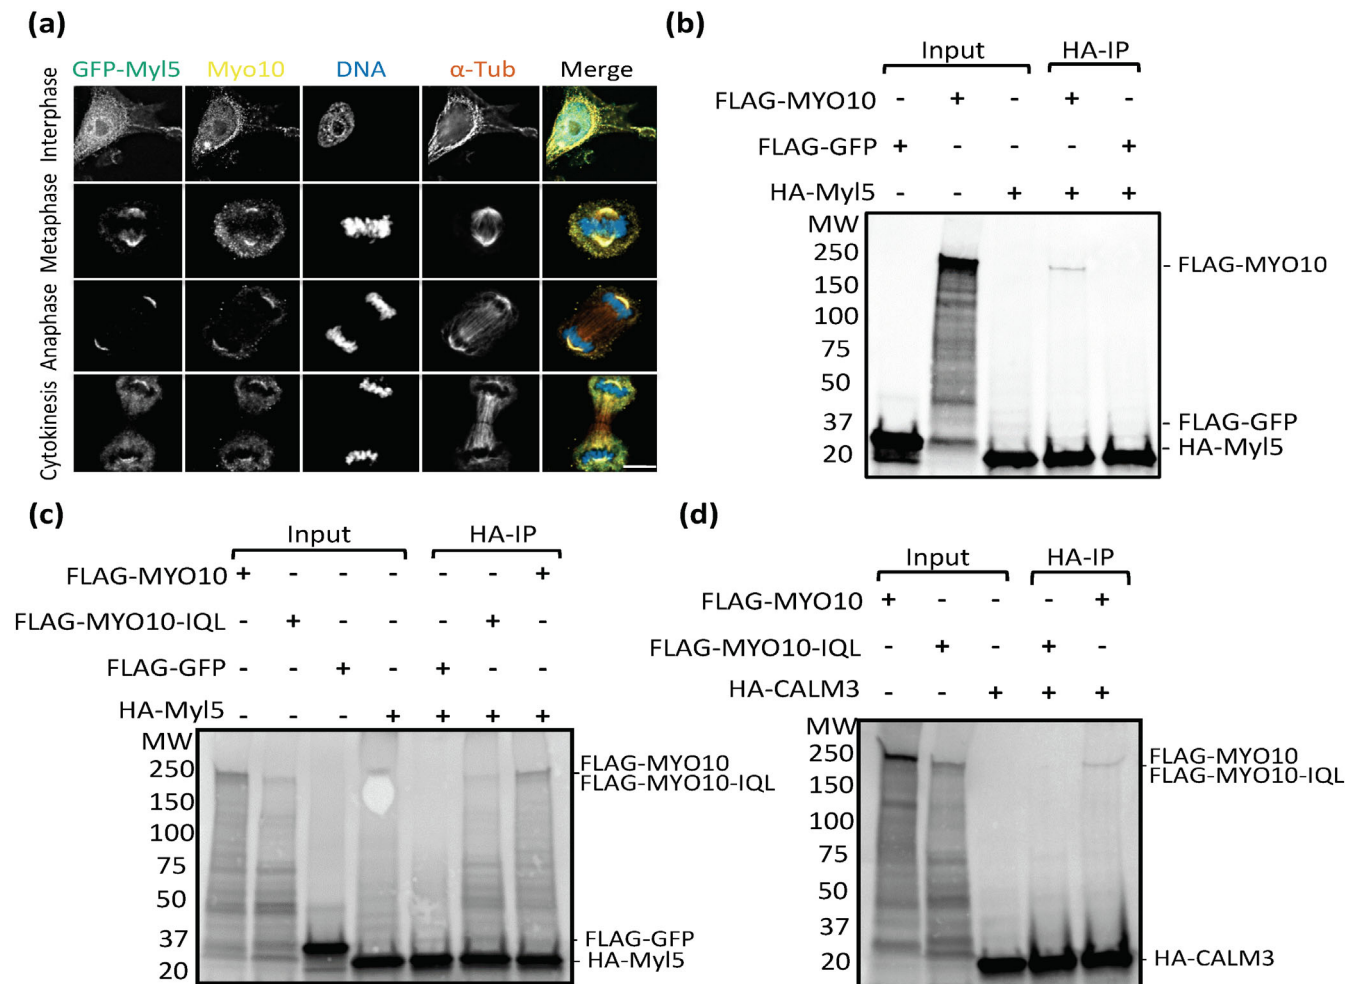 (a)
GFP-Myl5 Myo10 DNA α-Tub Merge
Interphase
Metaphase
Anaphase
Cytokinesis
(b)
Input HA-IP
FLAG-MYO10 - + - + -
FLAG-GFP + - - - +
HA-Myl5 - - + + +
MW
250
150
100
75
50
37
20
- FLAG-MYO10
FLAG-GFP
- HA-Myl5
(c)
Input HA-IP
FLAG-MYO10 + - - - - - +
FLAG-MYO10-IQL - + - - - + -
FLAG-GFP - - + - + - -
HA-Myl5 - - - + + + +
MW
250
150
100
75
50
37
20
FLAG-MYO10
FLAG-MYO10-IQL
FLAG-GFP
HA-Myl5
(d)
Input HA-IP
FLAG-MYO10 + - - - +
FLAG-MYO10-IQL - + - + -
HA-CALM3 - - + + +
MW
250
150
100
75
50
37
20
FLAG-MYO10
FLAG-MYO10-IQL
- HA-CALM3